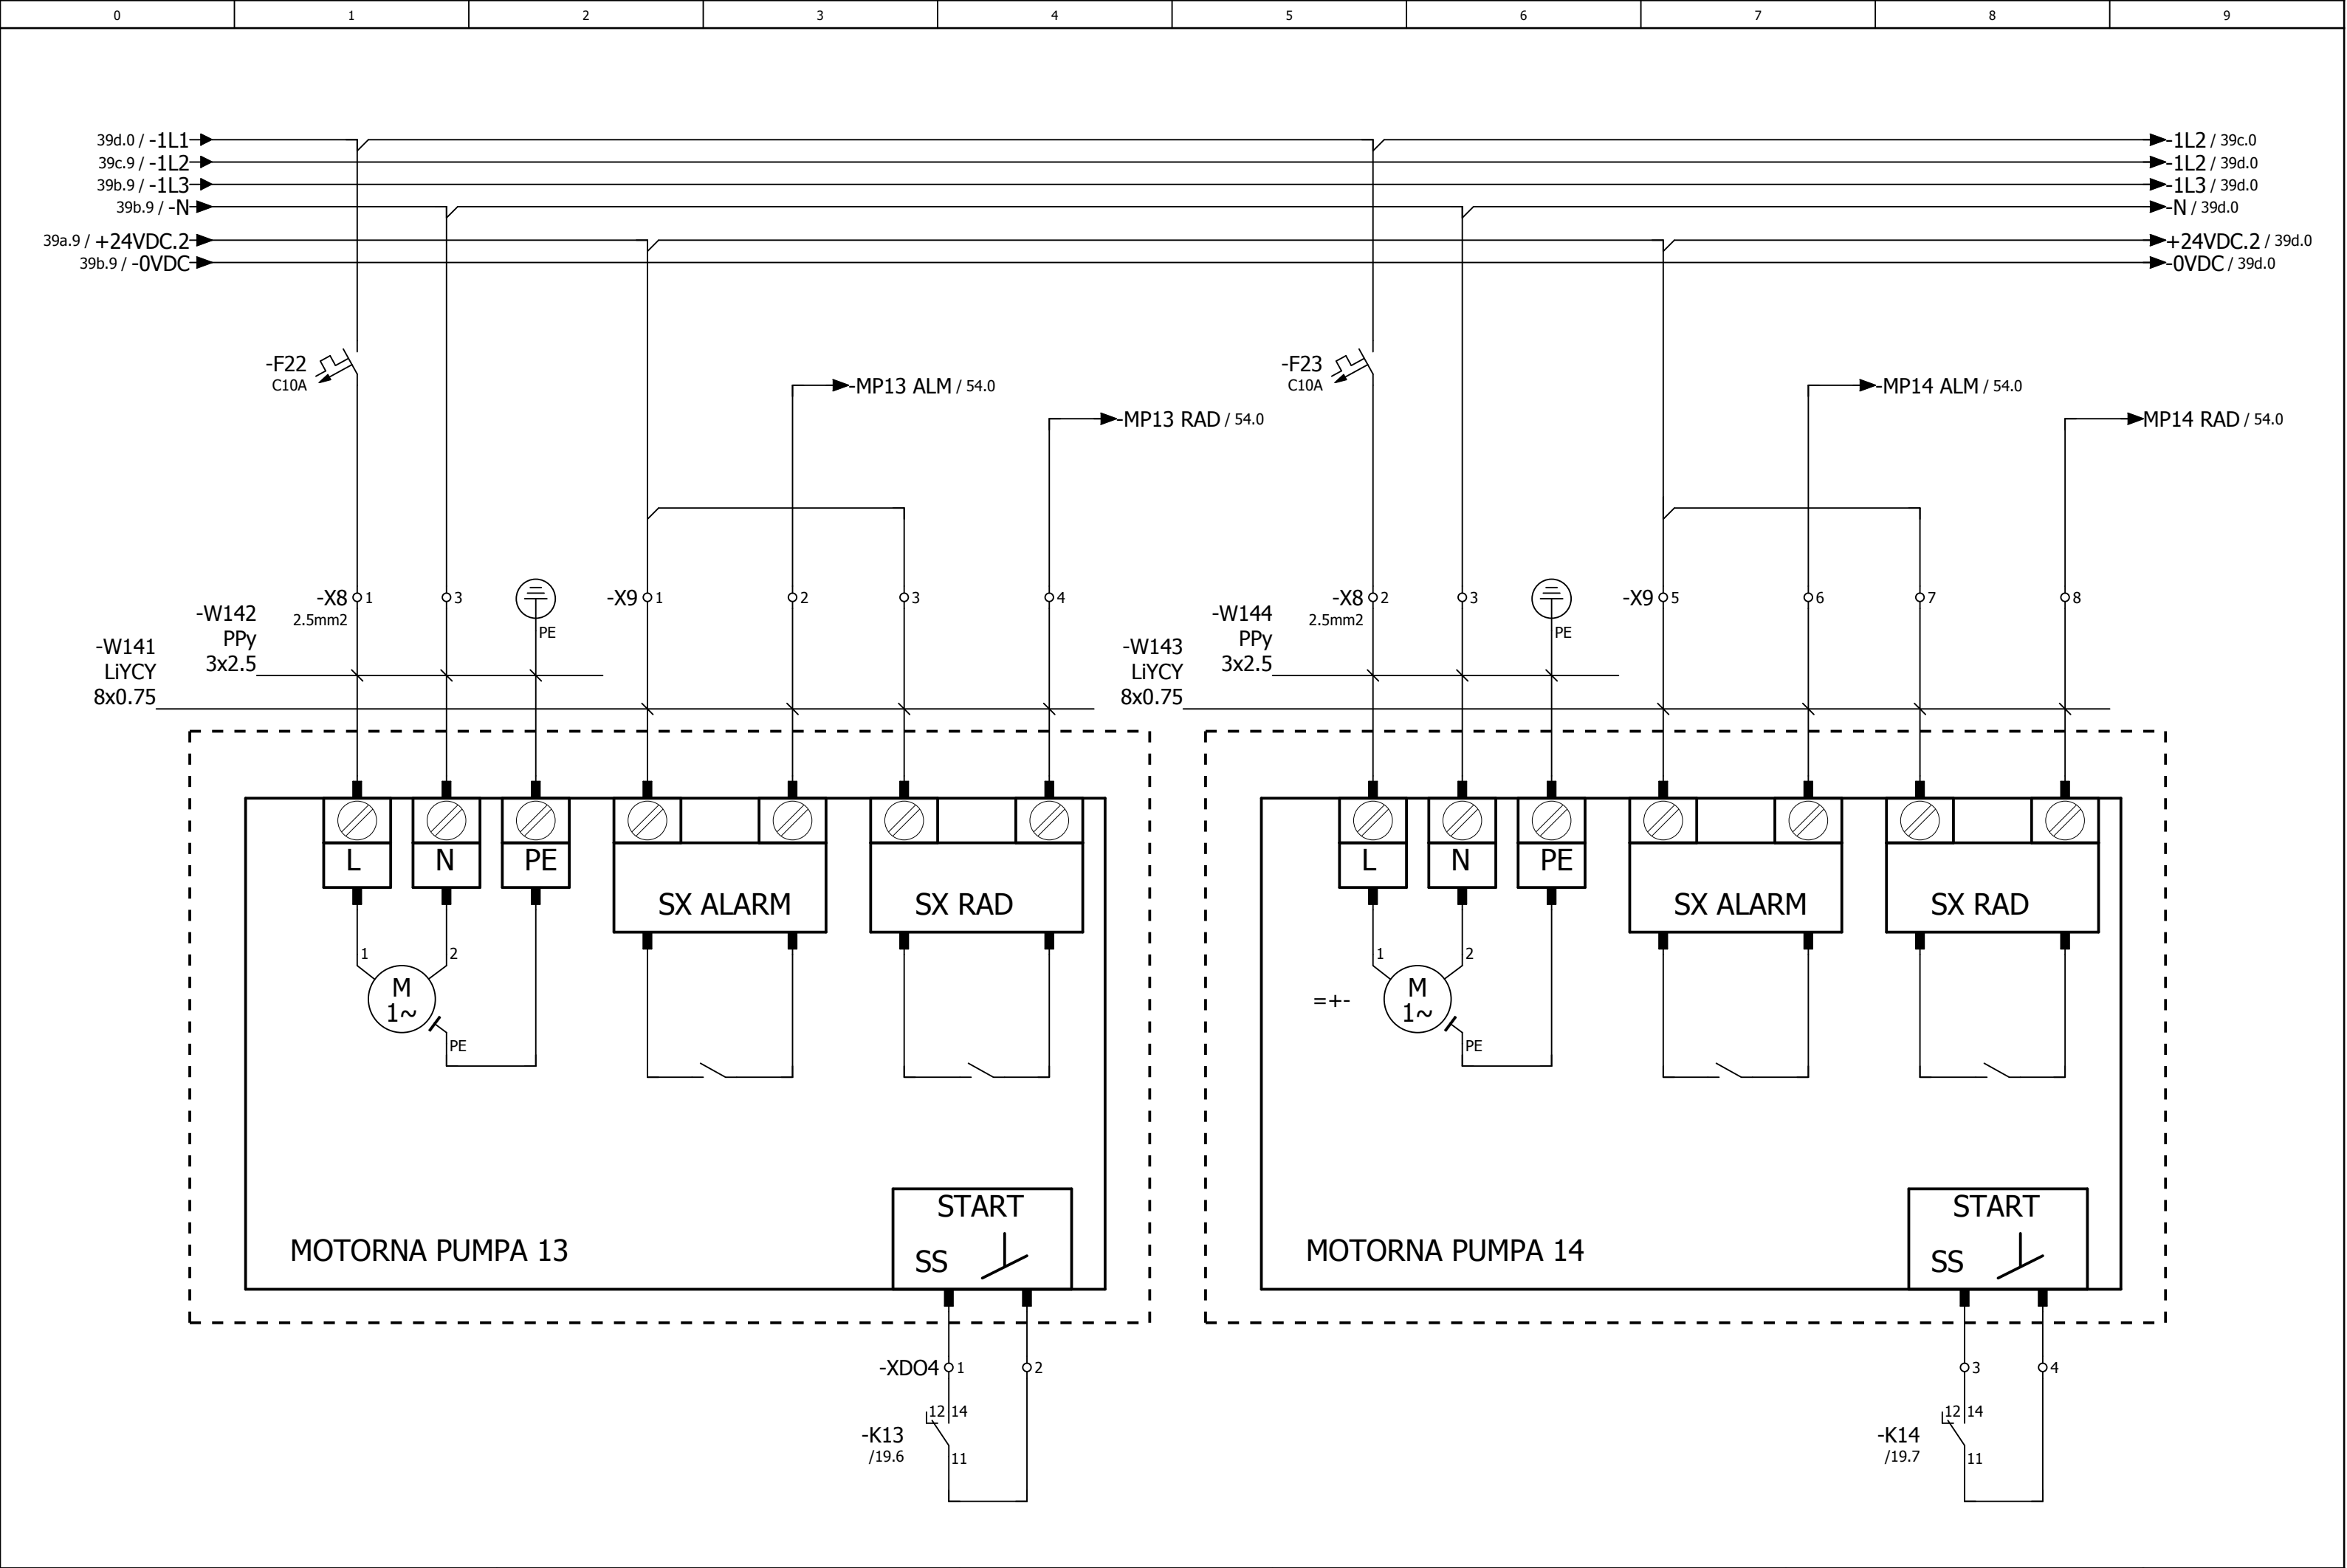 0 1 2 3 4 5 6 7 8 9
39d.0 / -1L1 -1L2 / 39c.0
39c.9 / -1L2 -1L2 / 39d.0
39b.9 / -1L3 -1L3 / 39d.0
39b.9 / -N -N / 39d.0
39a.9 / +24VDC.2 +24VDC.2 / 39d.0
39b.9 / -0VDC -0VDC / 39d.0
-F22
C10A
-MP13 ALM / 54.0
-MP13 RAD / 54.0
-F23
C10A
-MP14 ALM / 54.0
MP14 RAD / 54.0
-X8 1 3 PE
2.5mm2
-X9 1 2 3 4
-W142
PPy
3x2.5
-W141
LiYCY
8x0.75
-X8 2 3 PE
2.5mm2
-X9 5 6 7 8
-W144
PPy
3x2.5
-W143
LiYCY
8x0.75
L N PE
SX ALARM SX RAD
1 2
M
1~
PE
START
SS
MOTORNA PUMPA 13
-XDO4 1 2
12 14
-K13
/19.6
11
L N PE
SX ALARM SX RAD
1 2
=+-
M
1~
PE
START
SS
MOTORNA PUMPA 14
3 4
12 14
-K14
/19.7
11